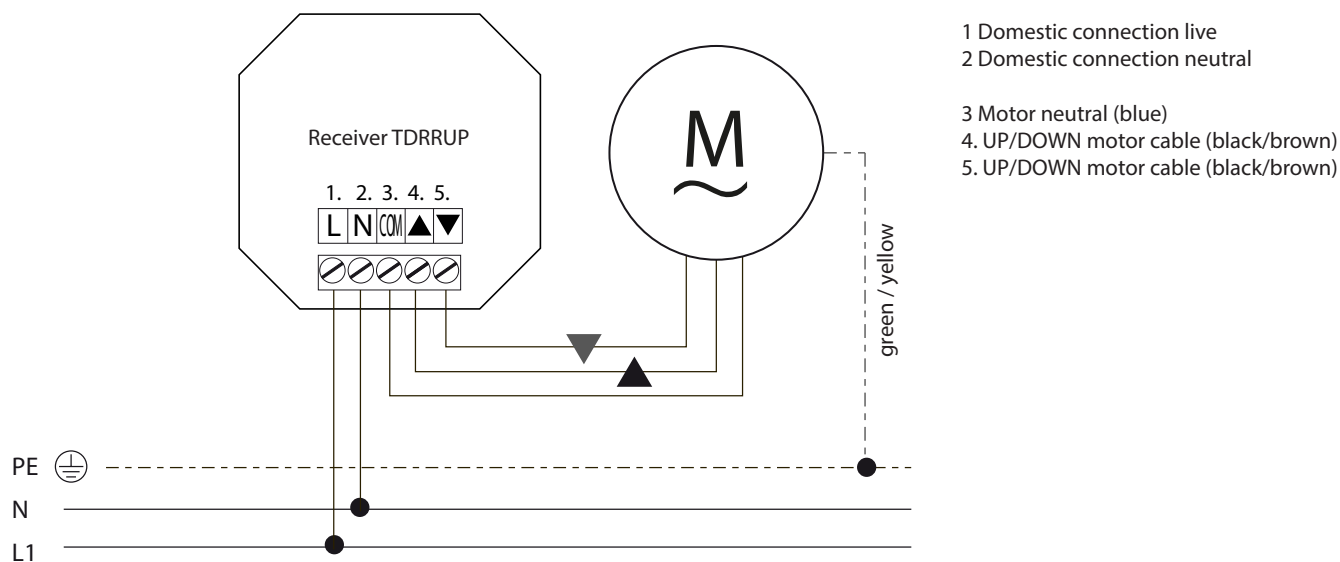 Receiver TDRRUP
1. 2. 3. 4. 5.
L N COM ▲ ▼
M
~
green / yellow
PE
N
L1
1 Domestic connection live
2 Domestic connection neutral
3 Motor neutral (blue)
4. UP/DOWN motor cable (black/brown)
5. UP/DOWN motor cable (black/brown)